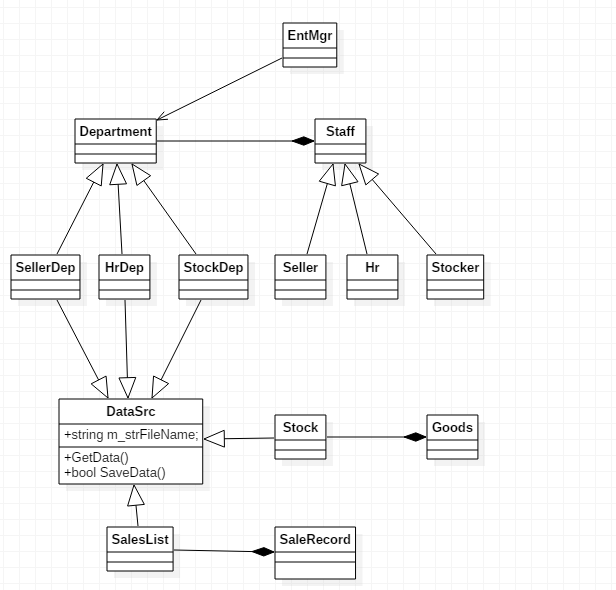 EntMgr
Department
Staff
SellerDep
HrDep
StockDep
Seller
Hr
Stocker
DataSrc
+string m_strFileName;
+GetData()
+bool SaveData()
Stock
Goods
SalesList
SaleRecord